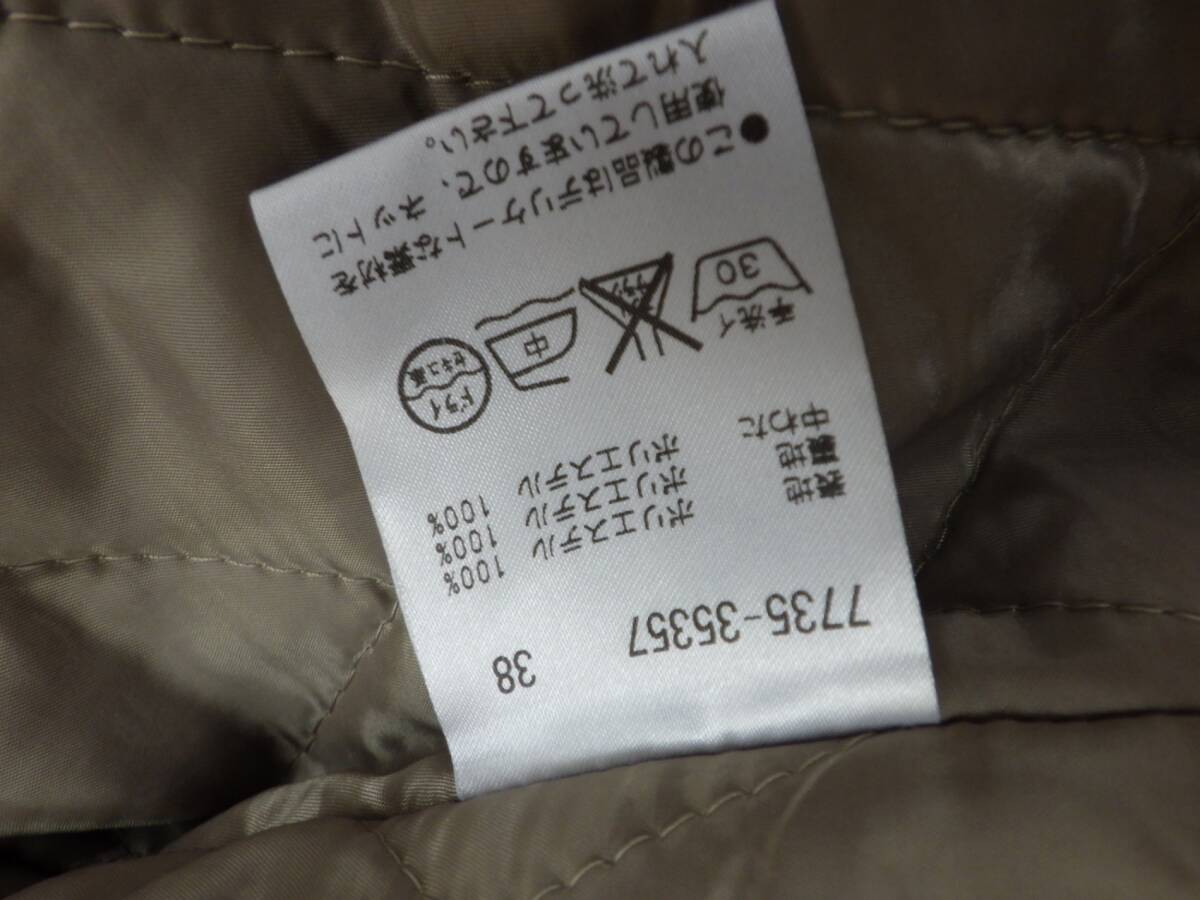 7735-35357 38
表地 ポリエステル 100%
裏地 ポリエステル 100%
中わた ポリエステル 100%
手洗イ 30 中 ドライ セキユ系
●この製品はデリケートな素材を
使用していますので、ネットに
入れて洗って下さい。